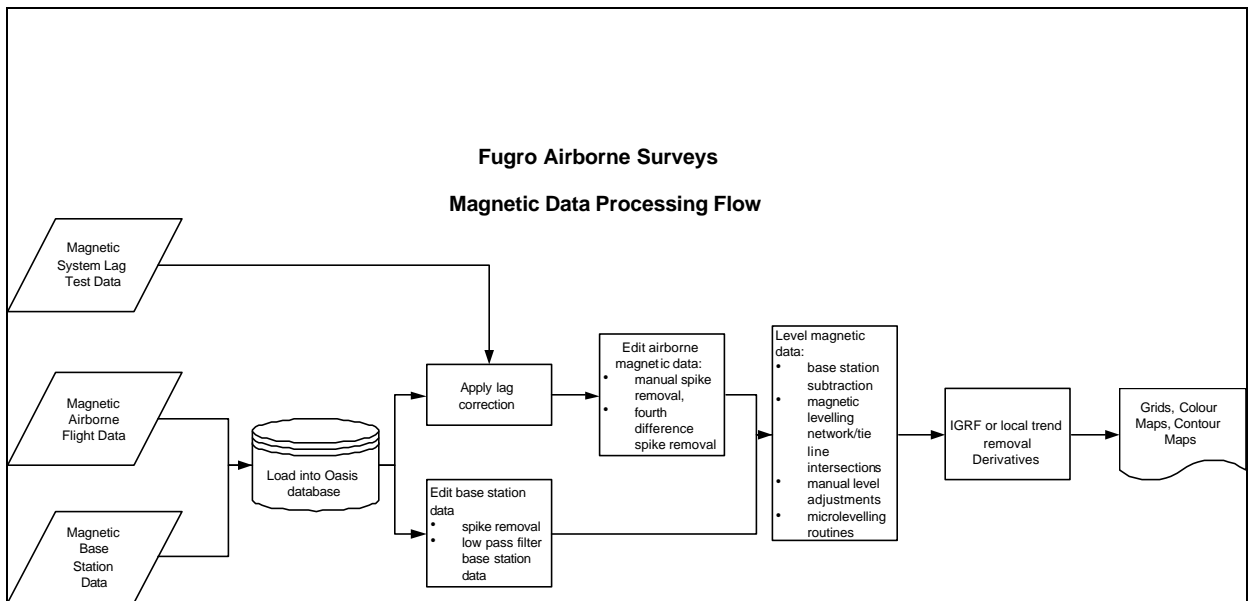 Fugro Airborne Surveys
Magnetic Data Processing Flow
Magnetic
System Lag
Test Data
Magnetic
Airborne
Flight Data
Magnetic
Base
Station
Data
Load into Oasis
database
Apply lag
correction
Edit base station
data
• spike removal
• low pass filter
base station
data
Edit airborne
magnetic data:
• manual spike
removal,
• fourth
difference
spike removal
Level magnetic
data:
• base station
subtraction
• magnetic
levelling
network/tie
line
intersections
• manual level
adjustments
• microlevelling
routines
IGRF or local trend
removal
Derivatives
Grids, Colour
Maps, Contour
Maps